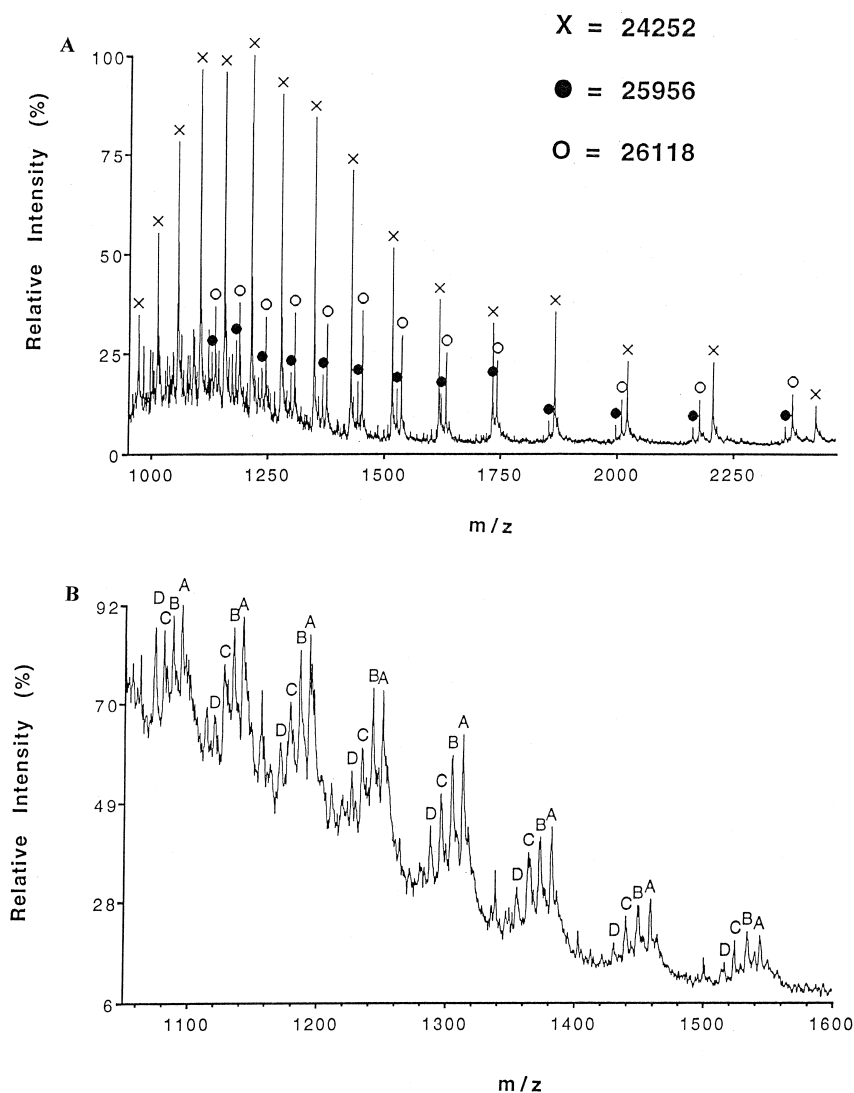 A
X = 24252
● = 25956
O = 26118
Relative Intensity (%)
100
75
50
25
0
X X X X X X X X X X X X X X X X
O O O O O O O O O O O O
● ● ● ● ● ● ● ● ● ● ● ●
1000 1250 1500 1750 2000 2250
m/z
B
Relative Intensity (%)
92
70
49
28
6
D C B A
D C B A
D C B A
D C B A
D C B A
D C B A
D C B A
D C B A
1100 1200 1300 1400 1500 1600
m/z